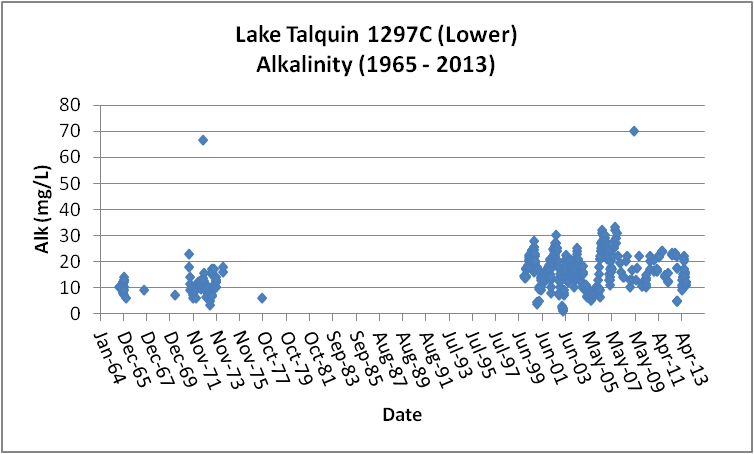 Lake Talquin 1297C (Lower)
Alkalinity (1965 - 2013)
Alk (mg/L)
80
70
60
50
40
30
20
10
0
Jan-64
Dec-65
Dec-67
Dec-69
Nov-71
Nov-73
Nov-75
Oct-77
Oct-79
Oct-81
Sep-83
Sep-85
Aug-87
Aug-89
Aug-91
Jul-93
Jul-95
Jul-97
Jun-99
Jun-01
Jun-03
May-05
May-07
May-09
Apr-11
Apr-13
Date